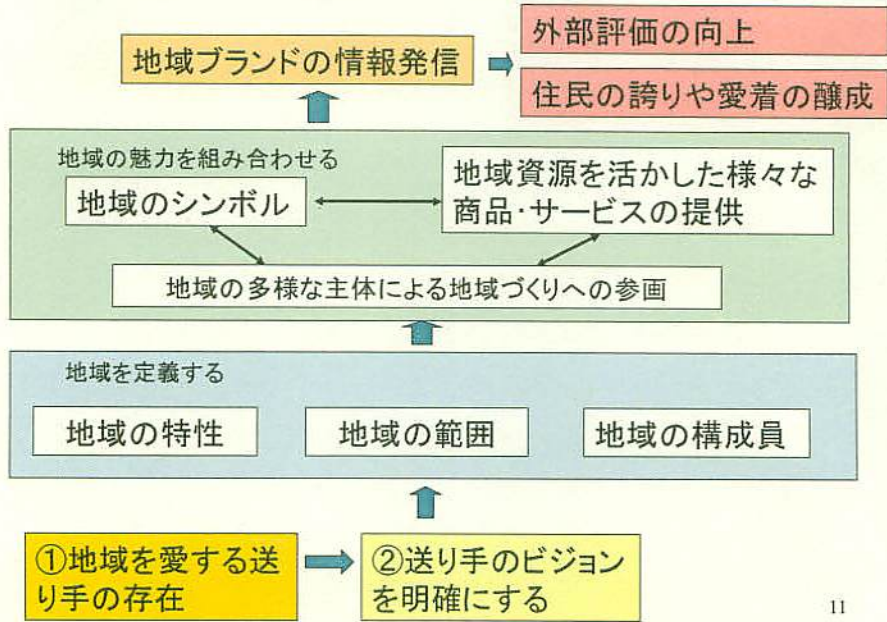 外部評価の向上
地域ブランドの情報発信
住民の誇りや愛着の醸成
地域の魅力を組み合わせる
地域のシンボル
地域資源を活かした様々な
商品・サービスの提供
地域の多様な主体による地域づくりへの参画
地域を定義する
地域の特性
地域の範囲
地域の構成員
①地域を愛する送
り手の存在
②送り手のビジョン
を明確にする
11